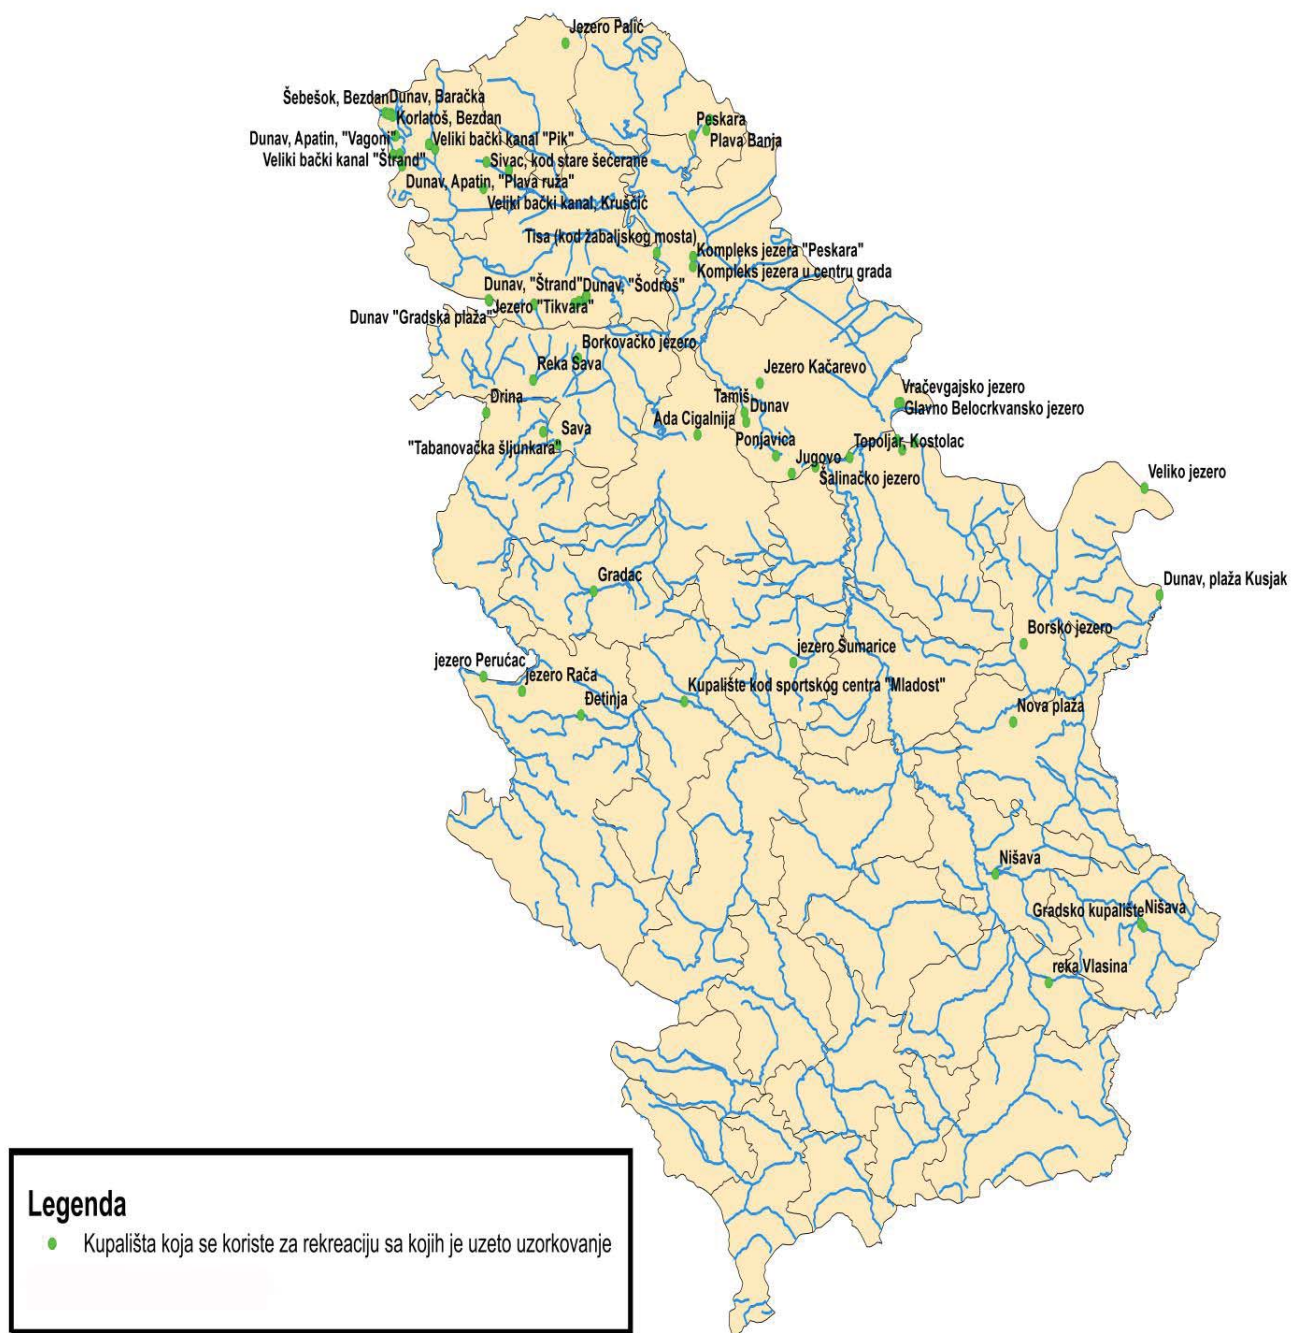 Jezero Palić
Šebešok, Bezdan
Dunav, Baračka
Korlatoš, Bezdan
Peskara
Plava Banja
Dunav, Apatin, "Vagoni"
Veliki bački kanal "Pik"
Veliki bački kanal "Štrand"
Sivac, kod stare šećerane
Dunav, Apatin, "Plava ruža"
Veliki bački kanal, Kruščić
Tisa (kod žabaljskog mosta)
Kompleks jezera "Peskara"
Kompleks jezera u centru grada
Dunav, "Štrand"
Dunav, "Šodroš"
Jezero "Tikvara"
Dunav "Gradska plaža"
Borkovačko jezero
Reka Sava
Jezero Kačarevo
Vračevgajsko jezero
Glavno Belocrkvansko jezero
Drina
Tamiš
Dunav
Ada Cigalnija
Sava
"Tabanovačka šljunkara"
Ponjavica
Topoljar, Kostolac
Jugovo
Šalinačko jezero
Veliko jezero
Gradac
Dunav, plaža Kusjak
Borsko jezero
jezero Šumarice
jezero Perućac
jezero Rača
Kupalište kod sportskog centra "Mladost"
Đetinja
Nova plaža
Nišava
Gradsko kupalište
Nišava
reka Vlasina
Legenda
Kupališta koja se koriste za rekreaciju sa kojih je uzeto uzorkovanje